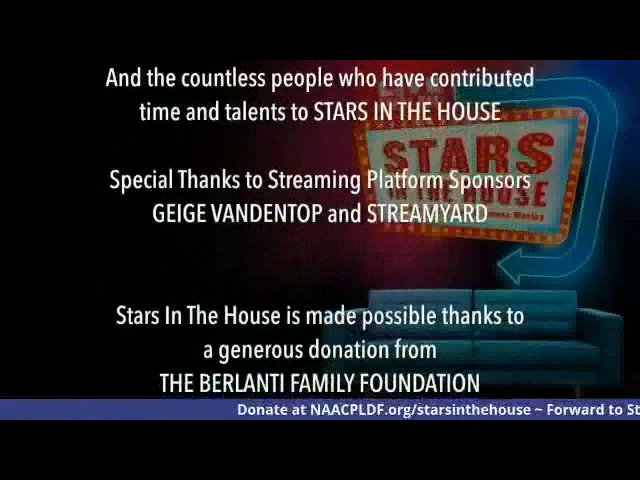 And the countless people who have contributed
time and talents to STARS IN THE HOUSE
STARS
IN THE HOUSE
Special Thanks to Streaming Platform Sponsors
GEIGE VANDENTOP and STREAMYARD
Stars In The House is made possible thanks to
a generous donation from
THE BERLANTI FAMILY FOUNDATION
Donate at NAACPLDF.org/starsinthehouse ~ Forward to St